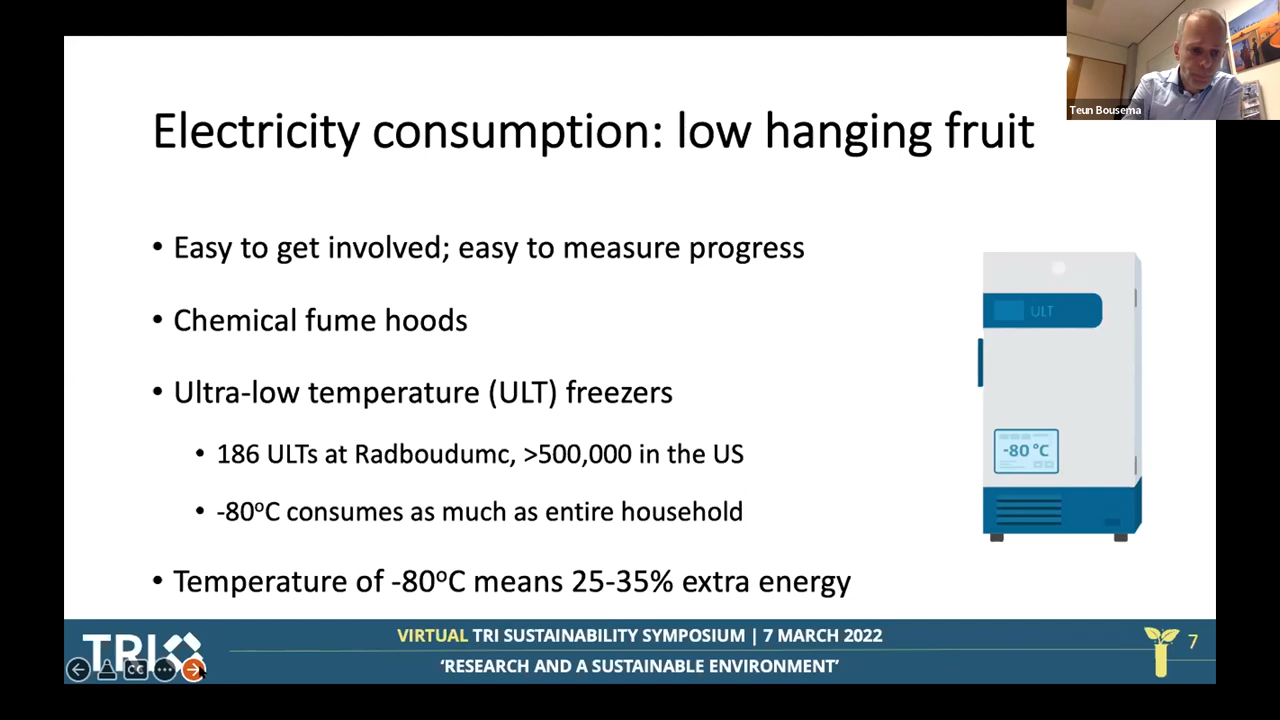 Teun Bousema
Electricity consumption: low hanging fruit
• Easy to get involved; easy to measure progress
• Chemical fume hoods
• Ultra-low temperature (ULT) freezers
• 186 ULTs at Radboudumc, >500,000 in the US
• -80ºC consumes as much as entire household
• Temperature of -80ºC means 25-35% extra energy
ULT
-80 °C
TRI
CC
VIRTUAL TRI SUSTAINABILITY SYMPOSIUM | 7 MARCH 2022
‘RESEARCH AND A SUSTAINABLE ENVIRONMENT’
7